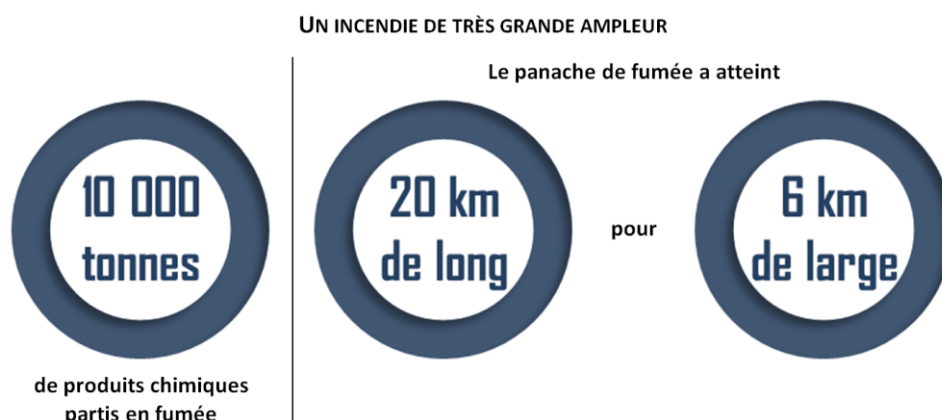 UN INCENDIE DE TRÈS GRANDE AMPLEUR
10 000
tonnes
de produits chimiques
partis en fumée
Le panache de fumée a atteint
20 km
de long
pour
6 km
de large